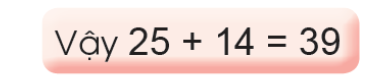 Vậy 25 + 14 = 39